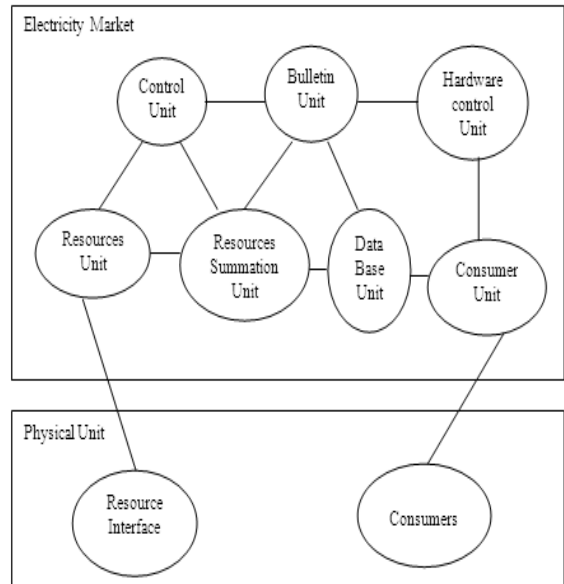 Electricity Market
Control
Unit
Bulletin
Unit
Hardware
control
Unit
Resources
Unit
Resources
Summation
Unit
Data
Base
Unit
Consumer
Unit
Physical Unit
Resource
Interface
Consumers